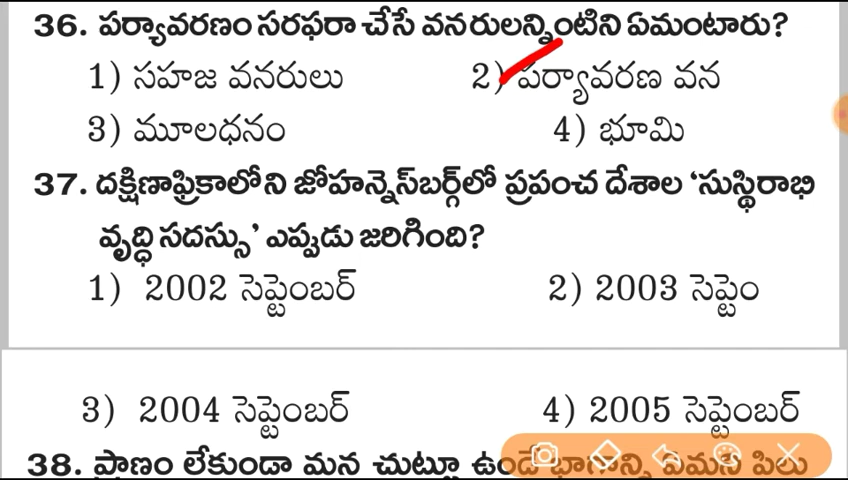 36. పర్యావరణం సరఫరా చేసే వనరులన్నింటిని ఏమంటారు?
1) సహజ వనరులు 2) పర్యావరణ వన
3) మూలధనం 4) భూమి
37. దక్షిణాఫ్రికాలోని జోహన్నెస్‌బర్గ్‌లో ప్రపంచ దేశాల ‘సుస్థిరాభి
వృద్ధి సదస్సు’ ఎప్పుడు జరిగింది?
1) 2002 సెప్టెంబర్ 2) 2003 సెప్టెం
3) 2004 సెప్టెంబర్ 4) 2005 సెప్టెంబర్
38. ప్రాణం లేకుండా మన చుట్టూ ఉండే భాగాన్ని ఏమని పిలు